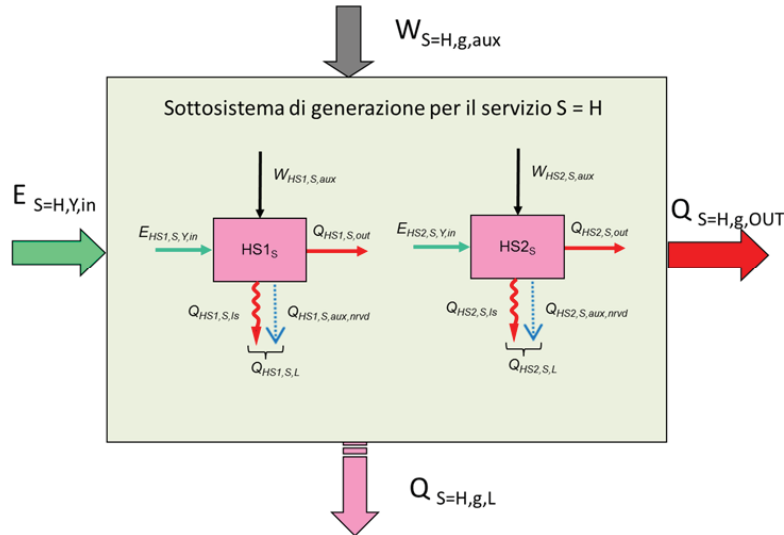 W S=H,g,aux
Sottosistema di generazione per il servizio S = H
E S=H,Y,in
W HS1,S,aux
E HS1,S,Y,in
HS1 S
Q HS1,S,out
Q HS1,S,ls
Q HS1,S,aux,nrvd
Q HS1,S,L
W HS2,S,aux
E HS2,S,Y,in
HS2 S
Q HS2,S,out
Q HS2,S,ls
Q HS2,S,aux,nrvd
Q HS2,S,L
Q S=H,g,OUT
Q S=H,g,L